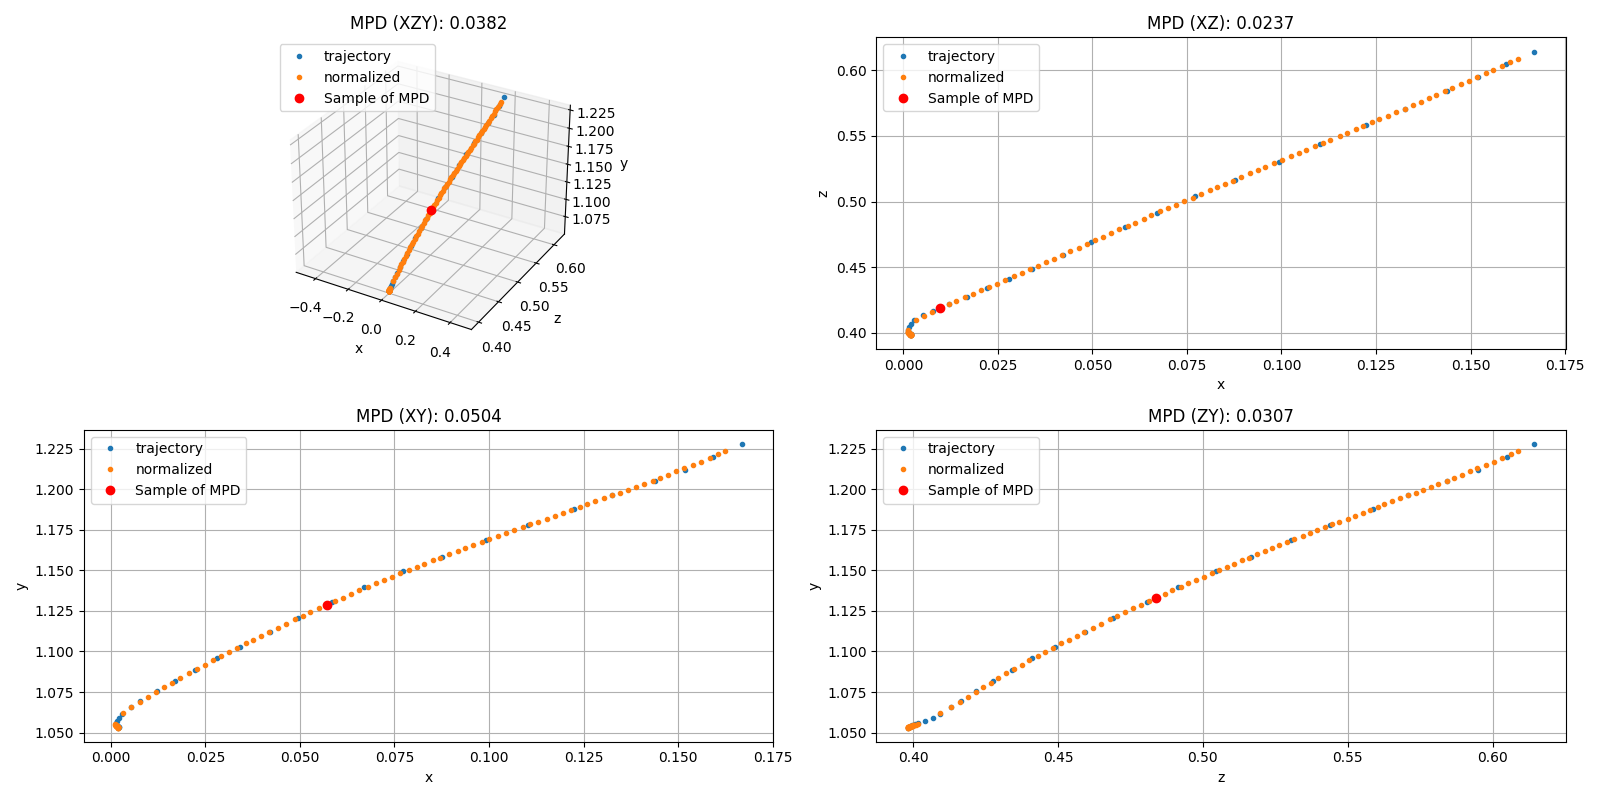 MPD (XZY): 0.0382
trajectory
normalized
Sample of MPD
1.225
1.200
1.175
1.150
1.125
1.100
1.075
y
0.60
0.55
0.50
0.45
0.40
z
−0.4
−0.2
0.0
0.2
0.4
x
MPD (XZ): 0.0237
trajectory
normalized
Sample of MPD
0.60
0.55
0.50
0.45
0.40
z
0.000 0.025 0.050 0.075 0.100 0.125 0.150 0.175
x
MPD (XY): 0.0504
trajectory
normalized
Sample of MPD
1.225
1.200
1.175
1.150
1.125
1.100
1.075
1.050
y
0.000 0.025 0.050 0.075 0.100 0.125 0.150 0.175
x
MPD (ZY): 0.0307
trajectory
normalized
Sample of MPD
1.225
1.200
1.175
1.150
1.125
1.100
1.075
1.050
y
0.40 0.45 0.50 0.55 0.60
z